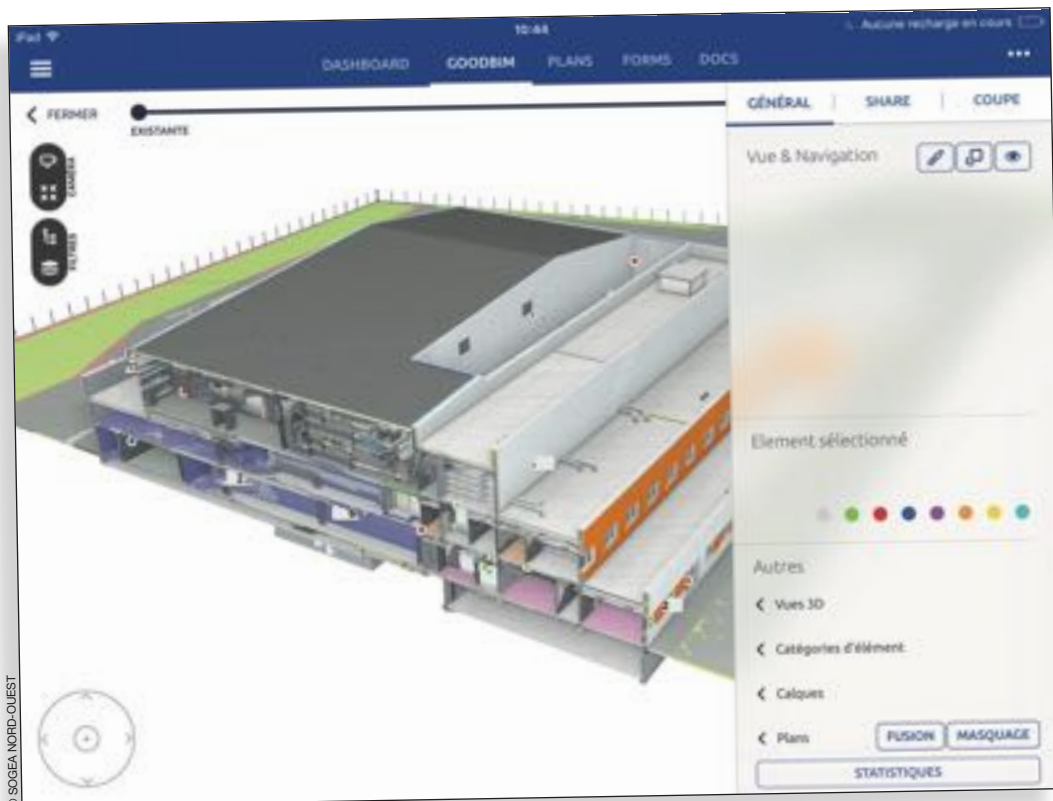 iPad
10:44
Aucune recharge en cours
DASHBOARD GOODBIM PLANS FORMS DOCS
FERMER
EXISTANTE
CAMÉRA
FILTRES
GÉNÉRAL SHARE COUPE
Vue & Navigation
Element sélectionné
Autres
Vues 3D
Catégories d'élément
Calques
Plans FUSION MASQUAGE
STATISTIQUES
© SOGEA NORD-OUEST